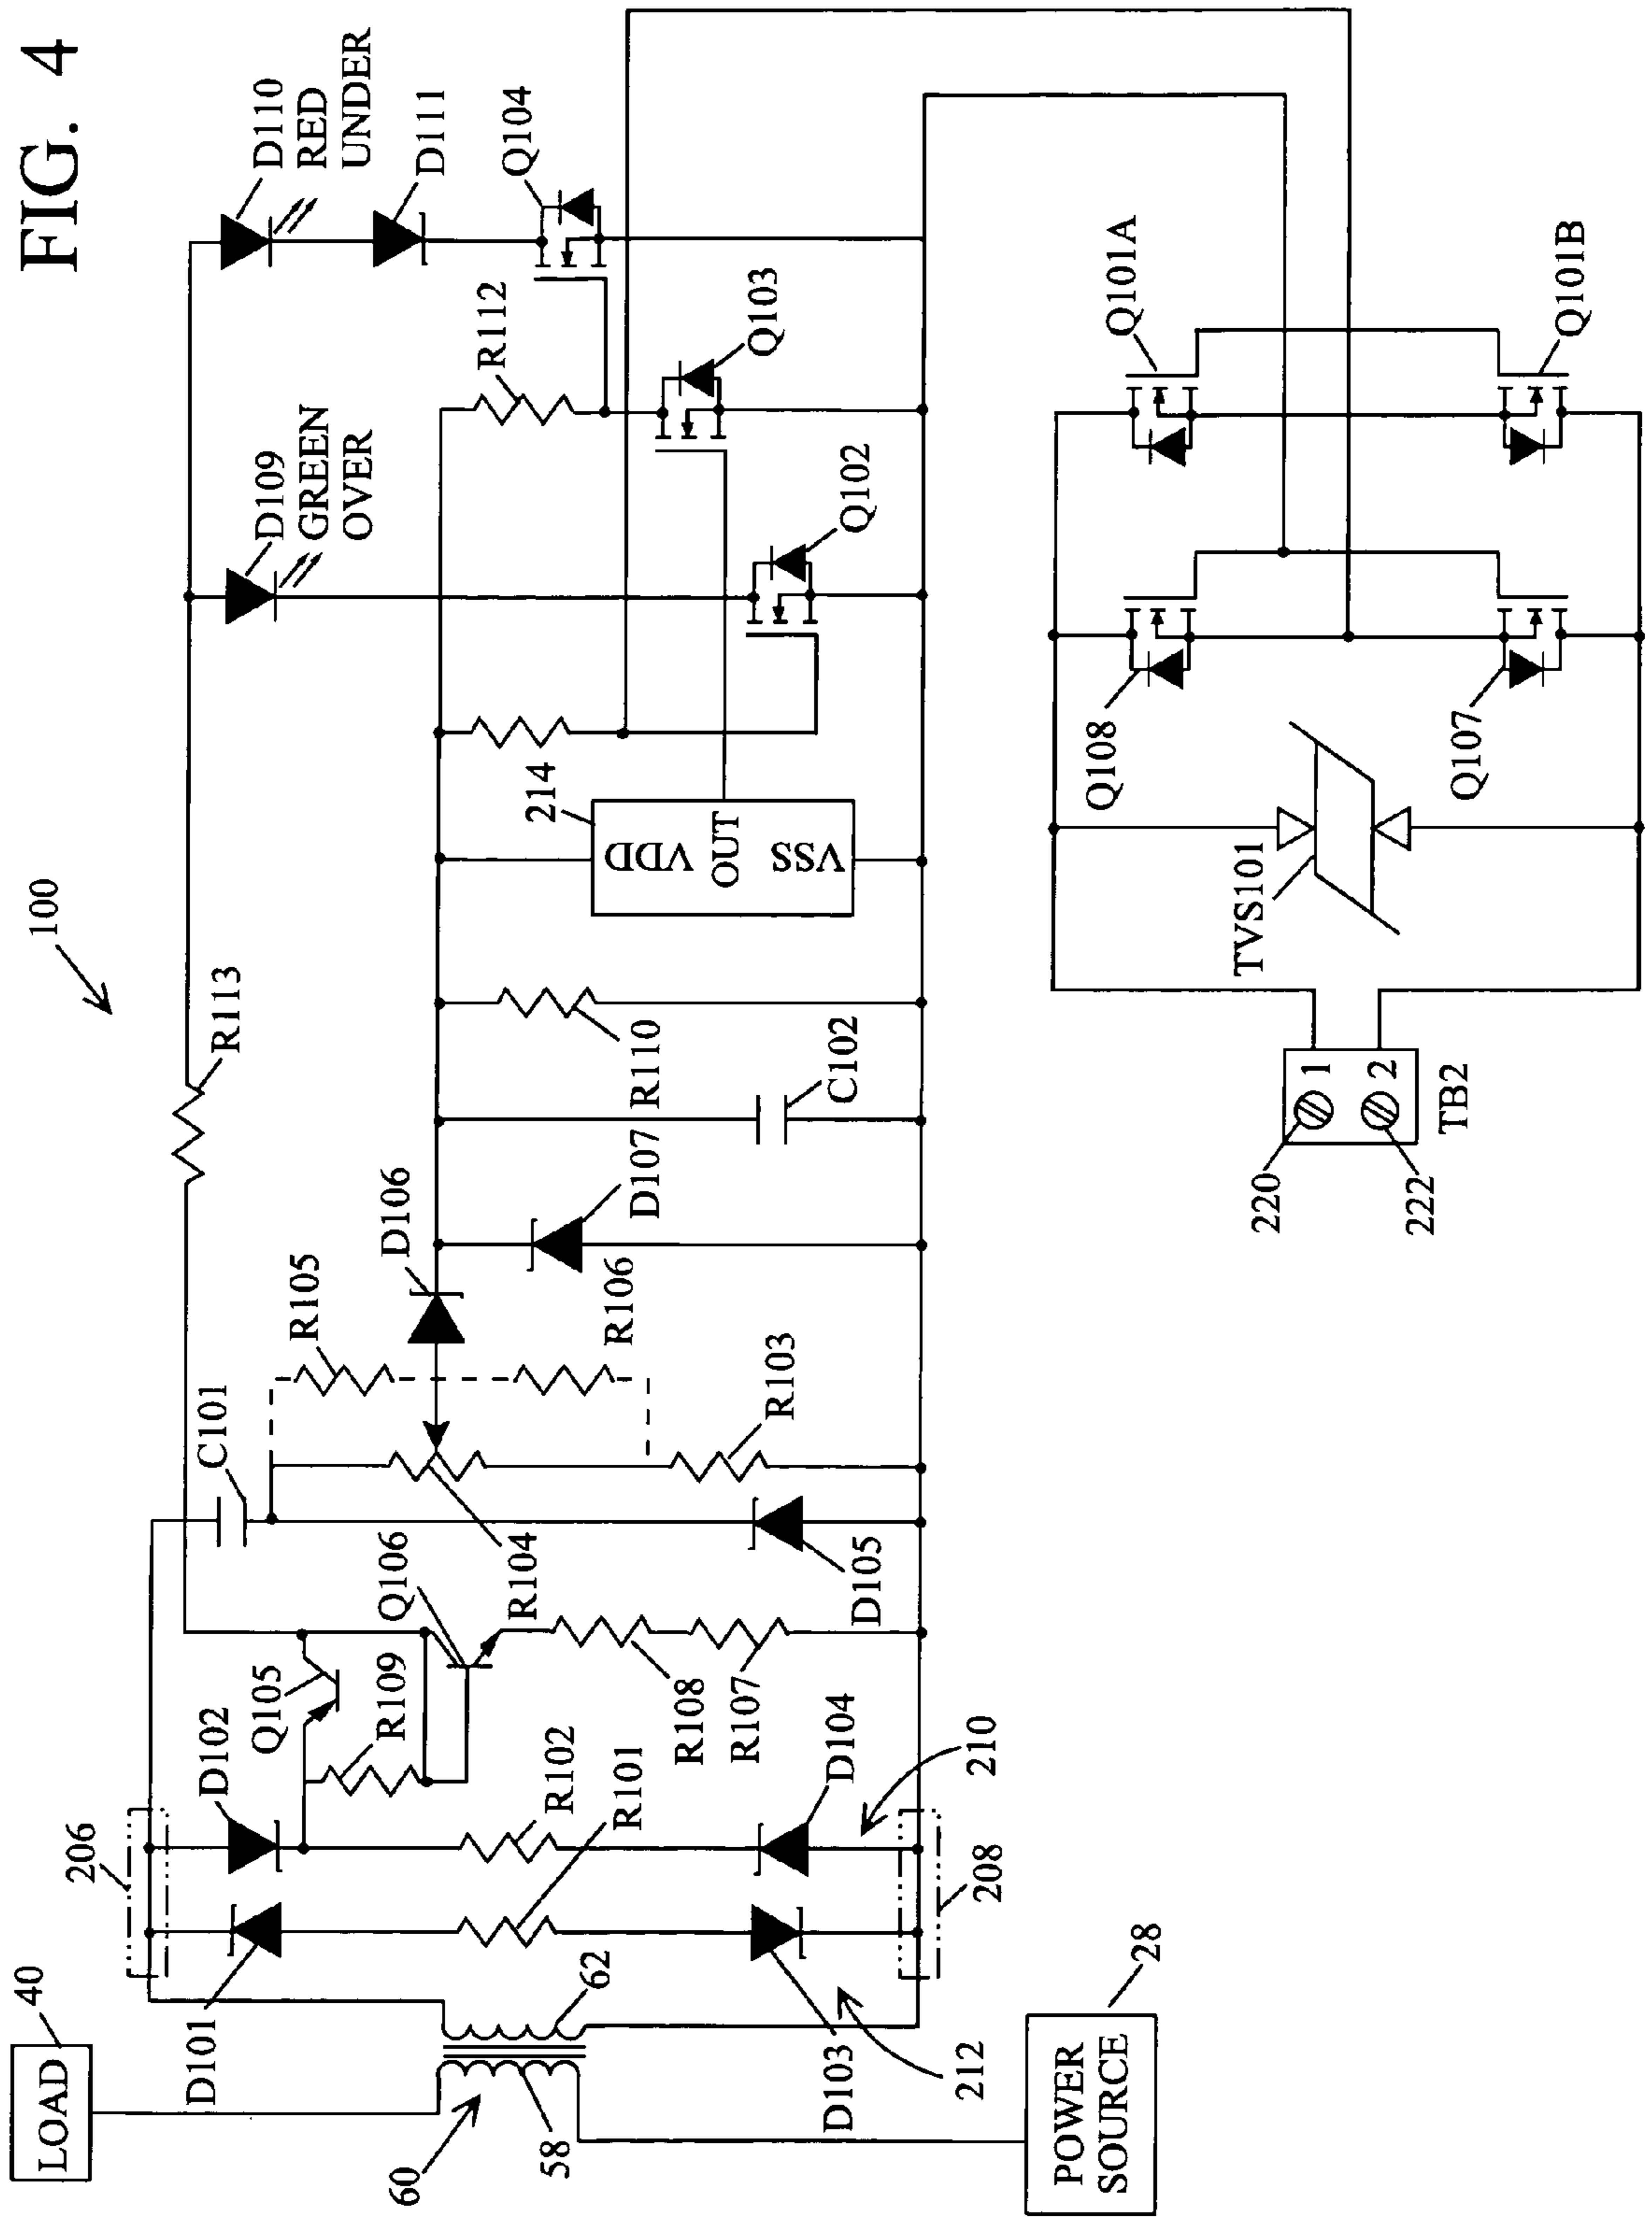 FIG. 4
100
LOAD
40
D101
206
D102
Q105
R109
Q106
C101
R113
R105
D106
D109
GREEN
OVER
D110
RED
UNDER
D111
Q104
R112
Q103
Q102
214
VDD
OUT
VSS
R110
C102
D107
R106
R103
R104
D105
R108
R107
R102
R101
D104
210
208
62
60
58
D103
212
POWER
SOURCE
28
220
222
1
2
TB2
TVS101
Q108
Q107
Q101A
Q101B